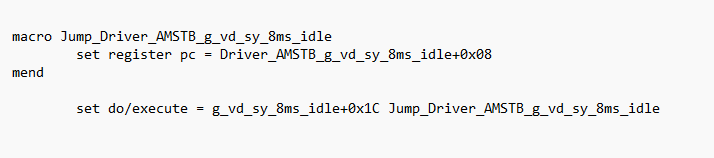 macro Jump_Driver_AMSTB_g_vd_sy_8ms_idle
set register pc = Driver_AMSTB_g_vd_sy_8ms_idle+0x08
mend
set do/execute = g_vd_sy_8ms_idle+0x1C Jump_Driver_AMSTB_g_vd_sy_8ms_idle